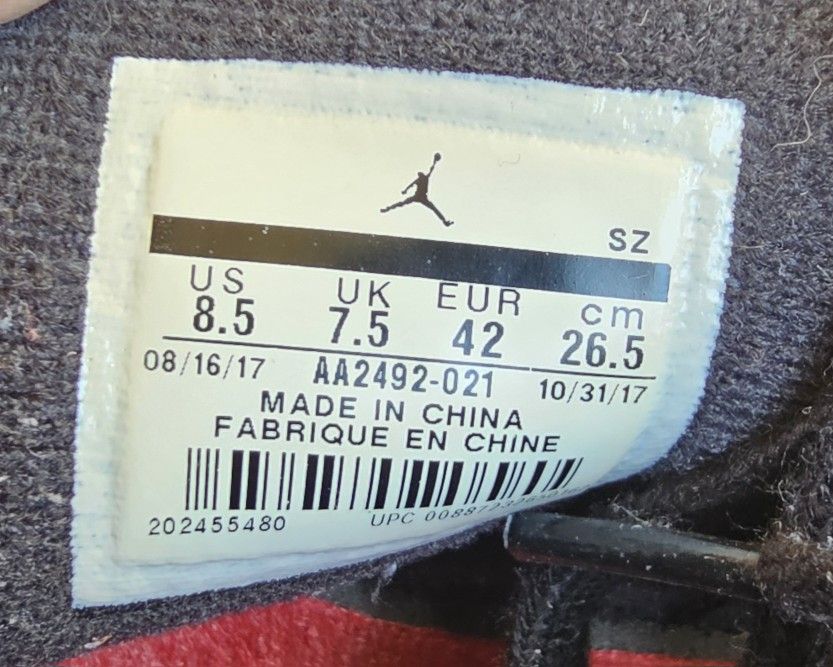 SZ
US UK EUR cm
8.5 7.5 42 26.5
08/16/17 AA2492-021 10/31/17
MADE IN CHINA
FABRIQUE EN CHINE
202455480 UPC